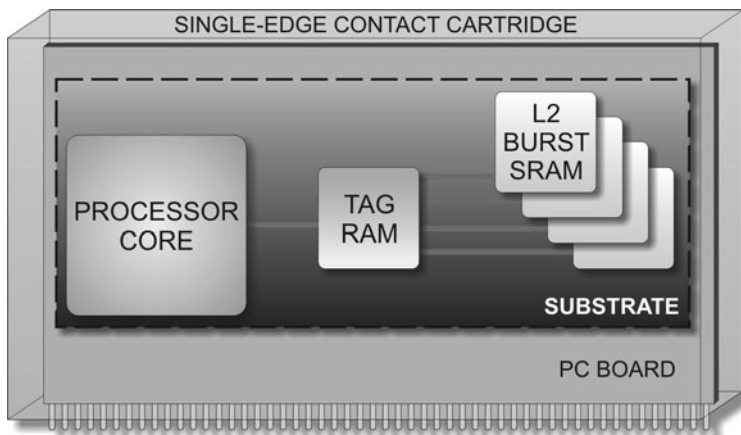 SINGLE-EDGE CONTACT CARTRIDGE
PROCESSOR
CORE
TAG
RAM
L2
BURST
SRAM
SUBSTRATE
PC BOARD